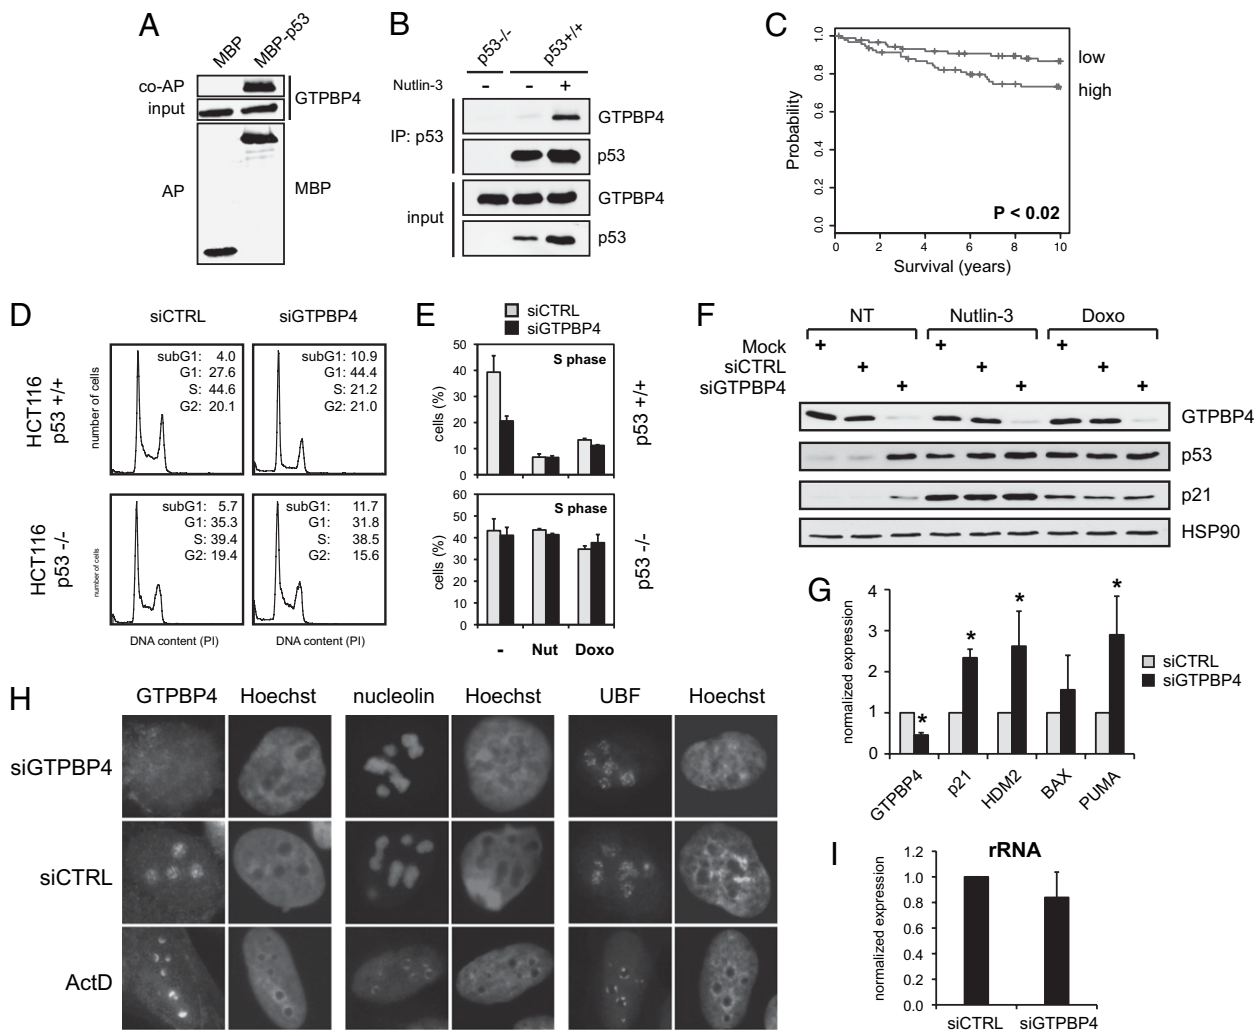 A
MBP
MBP-p53
co-AP
input
GTPBP4
AP
MBP
B
p53-/-
p53+/+
Nutlin-3
- - +
IP: p53
GTPBP4
p53
input
GTPBP4
p53
C
Probability
1.0
0.8
0.6
0.4
0.2
0.0
low
high
P < 0.02
0 2 4 6 8 10
Survival (years)
D
siCTRL siGTPBP4
HCT116
p53 +/+
number of cells
subG1: 4.0
G1: 27.6
S: 44.6
G2: 20.1
subG1: 10.9
G1: 44.4
S: 21.2
G2: 21.0
HCT116
p53 -/-
number of cells
subG1: 5.7
G1: 35.3
S: 39.4
G2: 19.4
subG1: 11.7
G1: 31.8
S: 38.5
G2: 15.6
DNA content (PI) DNA content (PI)
E
siCTRL
siGTPBP4
cells (%)
50
40
30
20
10
0
S phase
p53 +/+
cells (%)
60
50
40
30
20
10
0
S phase
p53 -/-
- Nut Doxo
F
NT Nutlin-3 Doxo
Mock + + +
siCTRL + + +
siGTPBP4 + + +
GTPBP4
p53
p21
HSP90
G
normalized expression
4
3
2
1
0
* * * *
siCTRL
siGTPBP4
GTPBP4 p21 HDM2 BAX PUMA
H
GTPBP4 Hoechst nucleolin Hoechst UBF Hoechst
siGTPBP4
siCTRL
ActD
I
rRNA
normalized expression
1.2
1.0
0.8
0.6
0.4
0.2
0.0
siCTRL siGTPBP4